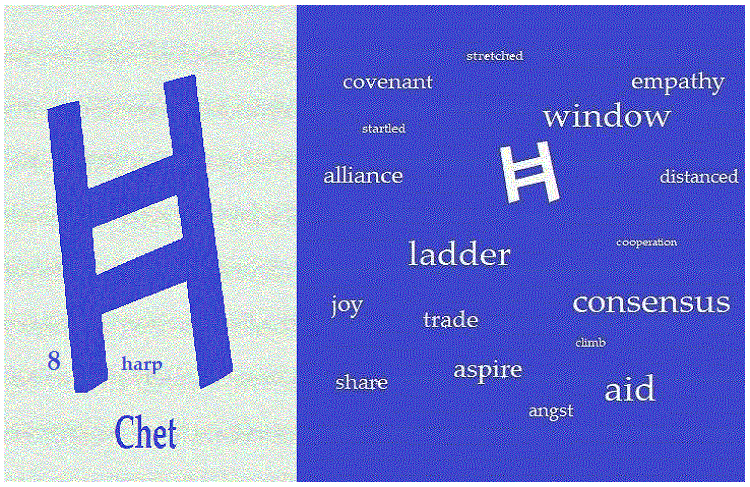 8
harp
Chet
stretched
covenant
empathy
window
startled
alliance
distanced
cooperation
ladder
joy
consensus
trade
climb
aspire
share
aid
angst